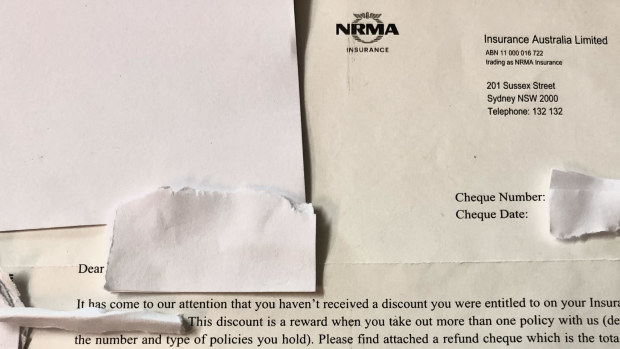 NRMA
INSURANCE
Insurance Australia Limited
ABN 11 000 016 722
trading as NRMA Insurance
201 Sussex Street
Sydney NSW 2000
Telephone: 132 132
Cheque Number:
Cheque Date:
Dear
It has come to our attention that you haven't received a discount you were entitled to on your
This discount is a reward when you take out more than one policy with us
the number and type of policies you hold). Please find attached a refund cheque which is the